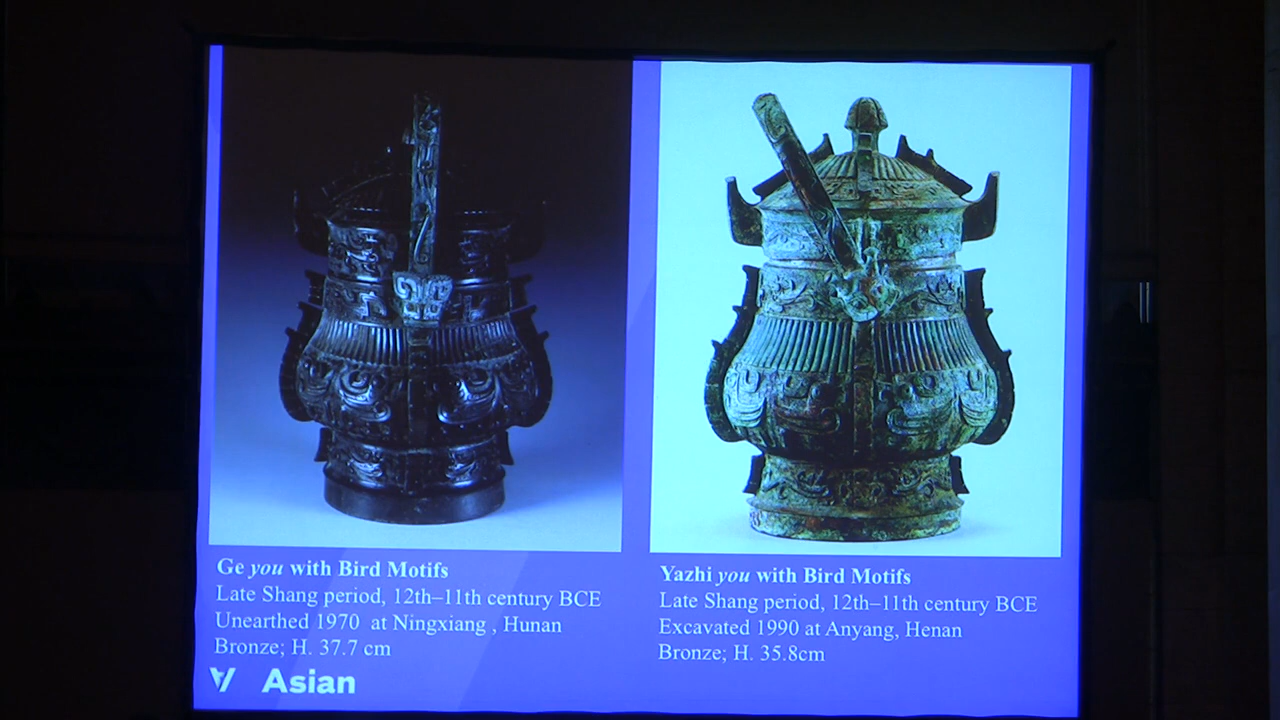 Ge you with Bird Motifs
Late Shang period, 12th–11th century BCE
Unearthed 1970 at Ningxiang , Hunan
Bronze; H. 37.7 cm
Yazhi you with Bird Motifs
Late Shang period, 12th–11th century BCE
Excavated 1990 at Anyang, Henan
Bronze; H. 35.8cm
Asian